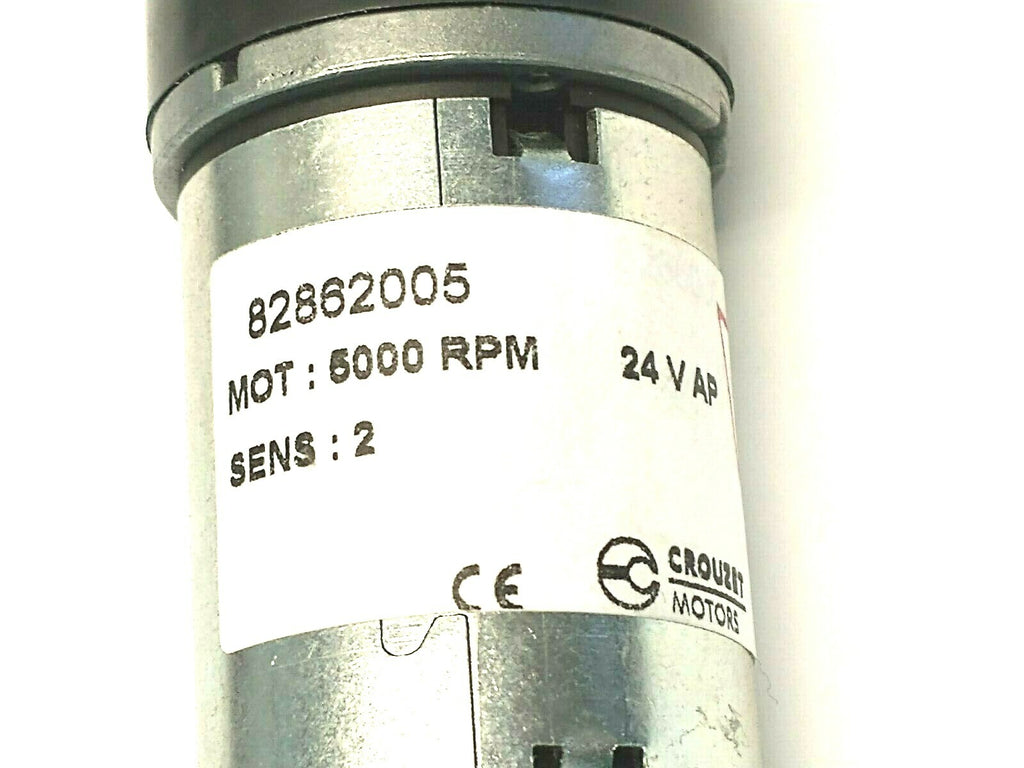 82862005
MOT : 5000 RPM
24 V AP
SENS : 2
CE
CROUZET
MOTORS